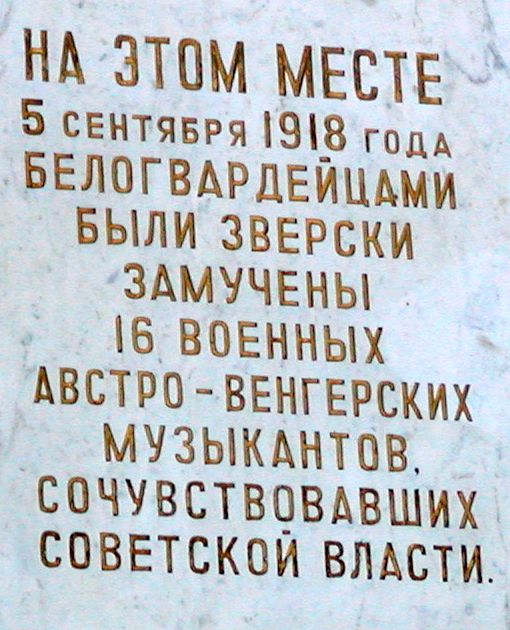 НА ЭТОМ МЕСТЕ
5 СЕНТЯБРЯ 1918 ГОДА
БЕЛОГВАРДЕЙЦАМИ
БЫЛИ ЗВЕРСКИ
ЗАМУЧЕНЫ
16 ВОЕННЫХ
АВСТРО-ВЕНГЕРСКИХ
МУЗЫКАНТОВ,
СОЧУВСТВОВАВШИХ
СОВЕТСКОЙ ВЛАСТИ.